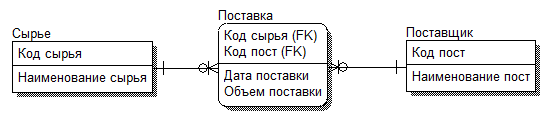 Сырье
Код сырья
Наименование сырья
Поставка
Код сырья (FK)
Код пост (FK)
Дата поставки
Объем поставки
Поставщик
Код пост
Наименование пост